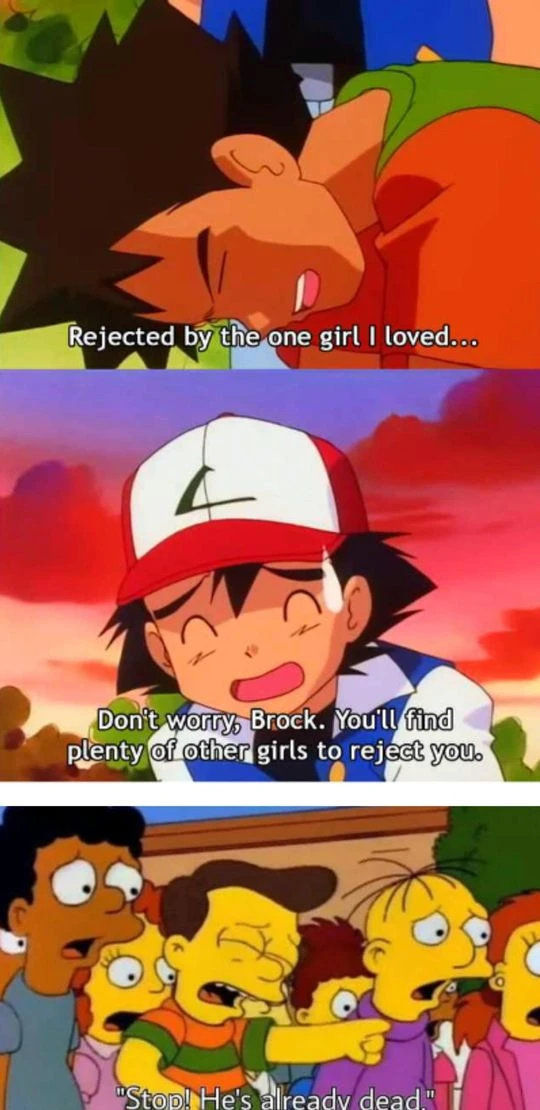 Rejected by the one girl I loved...
Don't worry, Brock. You'll find
plenty of other girls to reject you.
"Stop! He's already dead."